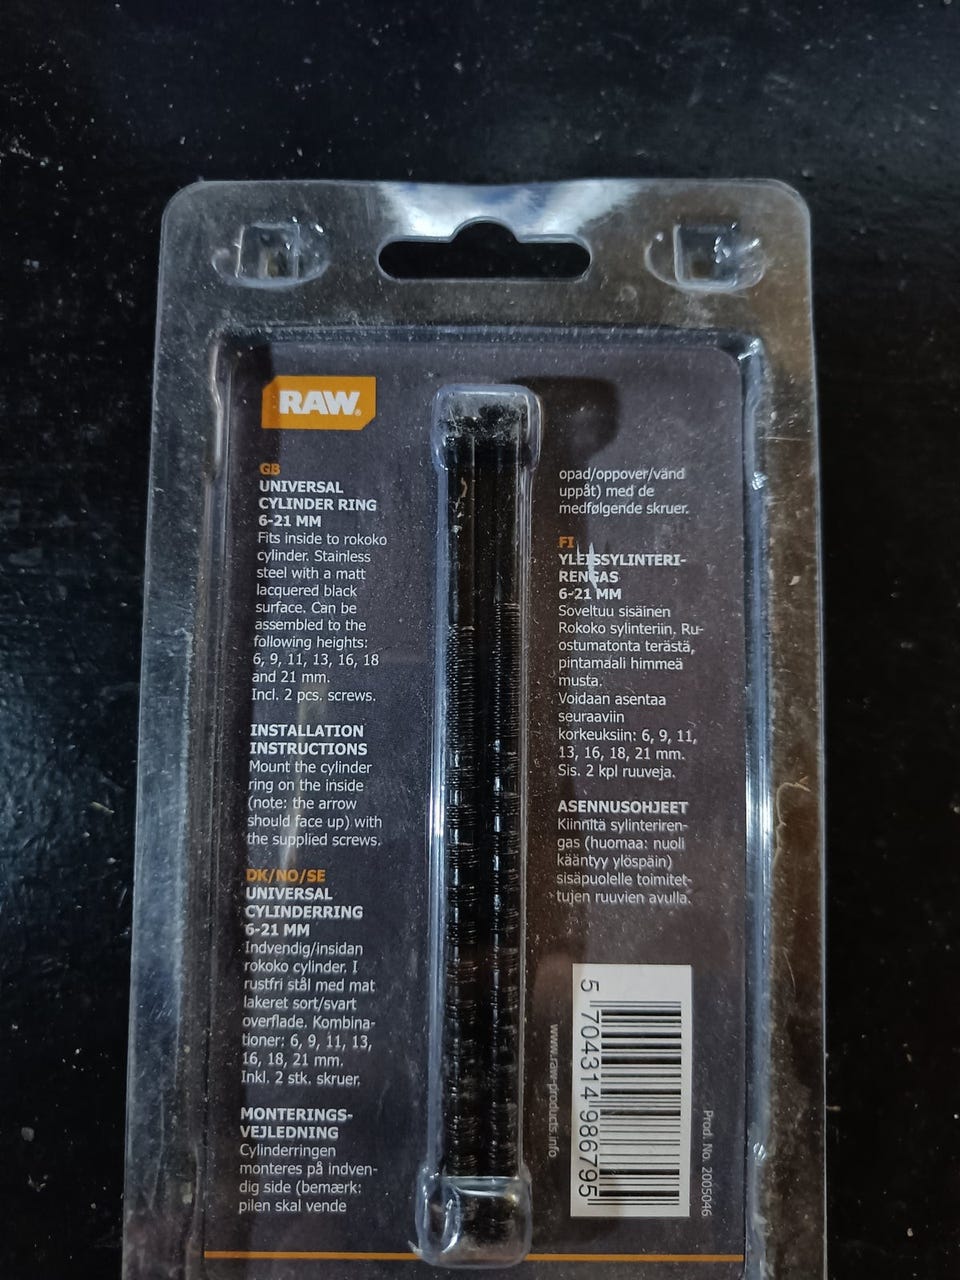 RAW®
GB
UNIVERSAL
CYLINDER RING
6-21 MM
Fits inside to rokoko
cylinder. Stainless
steel with a matt
lacquered black
surface. Can be
assembled to the
following heights:
6, 9, 11, 13, 16, 18
and 21 mm.
Incl. 2 pcs. screws.
INSTALLATION
INSTRUCTIONS
Mount the cylinder
ring on the inside
(note: the arrow
should face up) with
the supplied screws.
DK/NO/SE
UNIVERSAL
CYLINDERRING
6-21 MM
Indvendig/insidan
rokoko cylinder. I
rustfri stål med mat
lakeret sort/svart
overflade. Kombina-
tioner: 6, 9, 11, 13,
16, 18, 21 mm.
Inkl. 2 stk. skruer.
MONTERINGS-
VEJLEDNING
Cylinderringen
monteres på indven-
dig side (bemærk:
pilen skal vende
opad/oppover/vänd
uppåt) med de
medfølgende skruer.
FI
YLEISSYLINTERI-
RENGAS
6-21 MM
Soveltuu sisäinen
Rokoko sylinteriin. Ru-
ostumatonta terästä,
pintamaali himmeä
musta.
Voidaan asentaa
seuraaviin
korkeuksiin: 6, 9, 11,
13, 16, 18, 21 mm.
Sis. 2 kpl ruuveja.
ASENNUSOHJEET
Kiinnitä sylinteriren-
gas (huomaa: nuoli
kääntyy ylöspäin)
sisäpuolelle toimitet-
tujen ruuvien avulla.
www.raw-products.info
5 704314 986795
Prod. No. 2005046